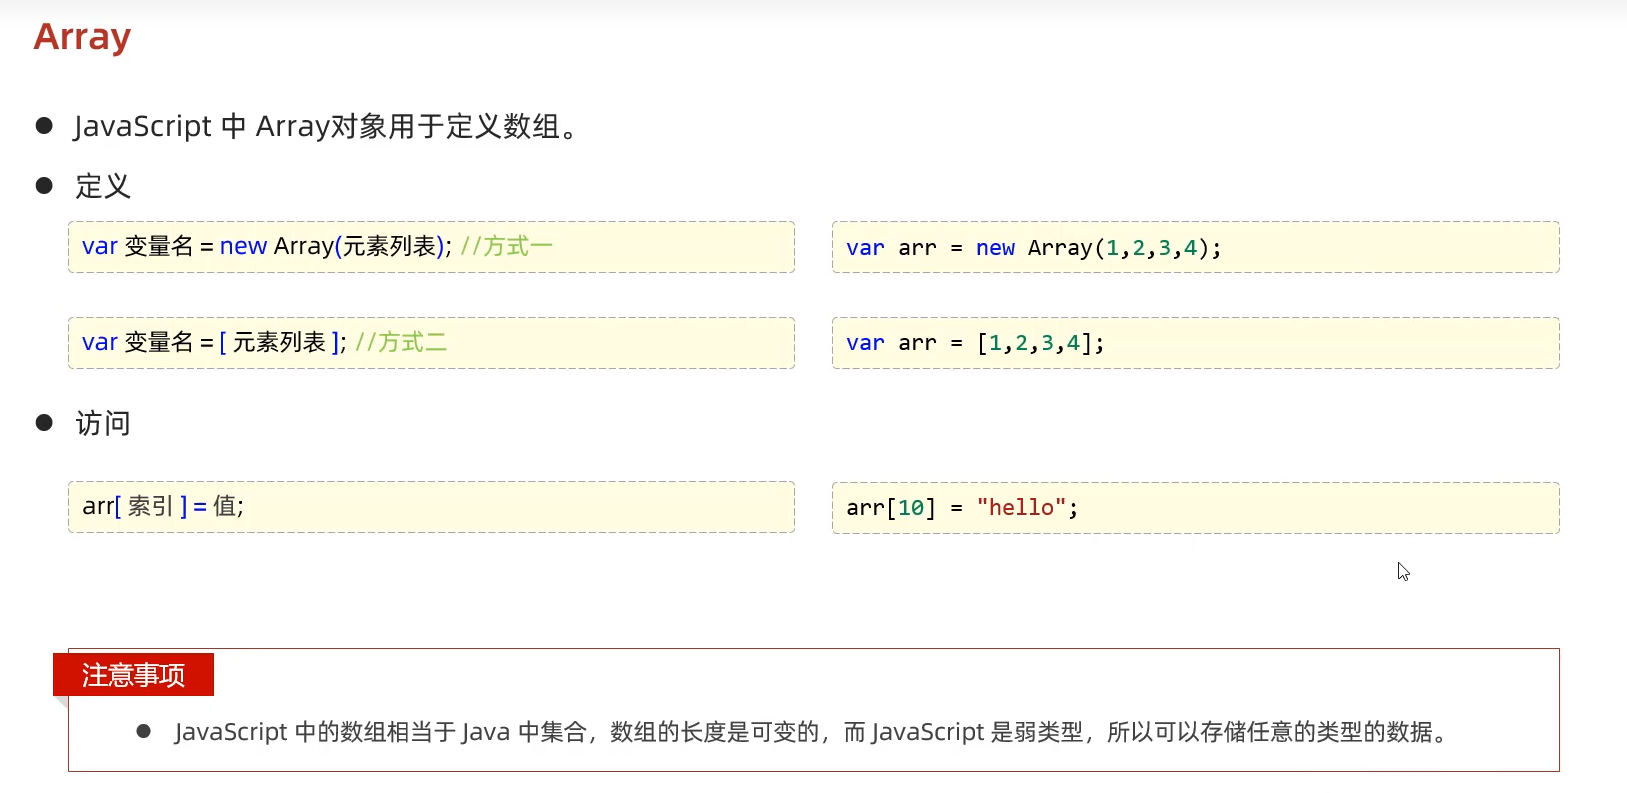 Array
JavaScript 中 Array对象用于定义数组。
定义
var 变量名 = new Array(元素列表); //方式一
var arr = new Array(1,2,3,4);
var 变量名 = [ 元素列表 ]; //方式二
var arr = [1,2,3,4];
访问
arr[ 索引 ] = 值;
arr[10] = "hello";
注意事项
JavaScript 中的数组相当于 Java 中集合，数组的长度是可变的，而 JavaScript 是弱类型，所以可以存储任意的类型的数据。